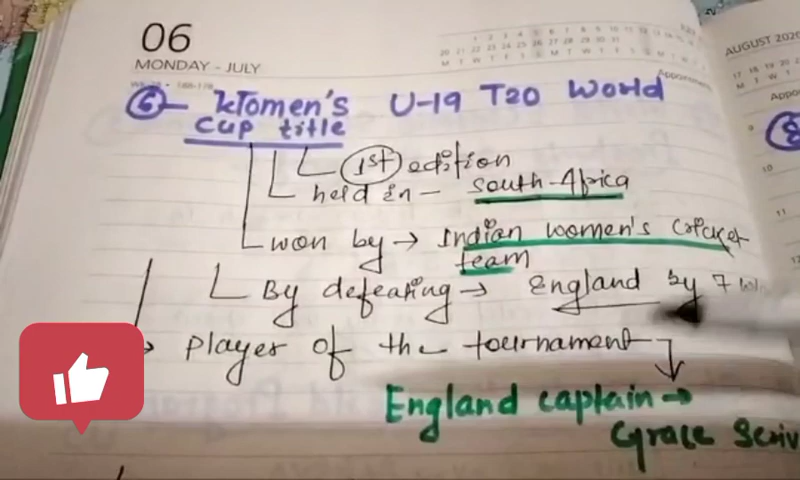 06
MONDAY - JULY
AUGUST 2020
Appointments
⑥— Women's U-19 T20 World
Cup title
1st edition
held in - South Africa
won by → Indian women's cricket
team
By defeating → England by 7
Player of the tournament
England captain →
Grace Scriv